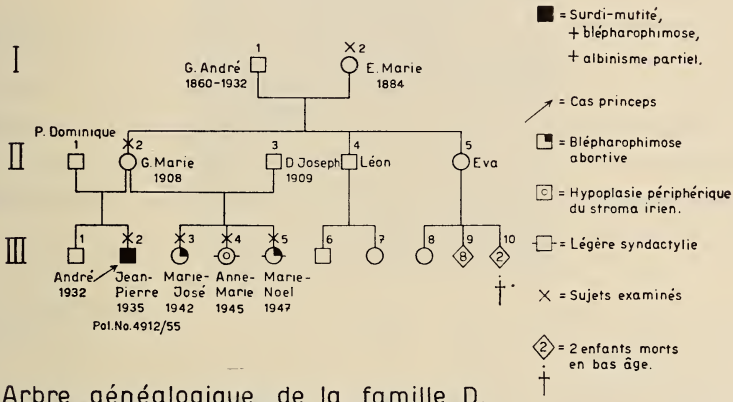 I
1
G. André
1860-1932
× 2
E. Marie
1884
II
P. Dominique
1
× 2
G. Marie
1908
3
D. Joseph
1909
4
Léon
5
Eva
III
1
André
1932
× 2
Jean-
Pierre
1935
Pol. No. 4912/55
× 3
Marie-
José
1942
× 4
Anne-
Marie
1945
× 5
Marie-
Noel
1947
6
7
8
9
8
10
2
†
= Surdi-mutité,
+ blépharophimose,
+ albinisme partiel.
= Cas princeps
= Blépharophimose
abortive
= Hypoplasie périphérique
du stroma irien.
= Légère syndactylie
× = Sujets examinés
2 = 2 enfants morts
en bas âge.
†
Arbre généalogique de la famille D